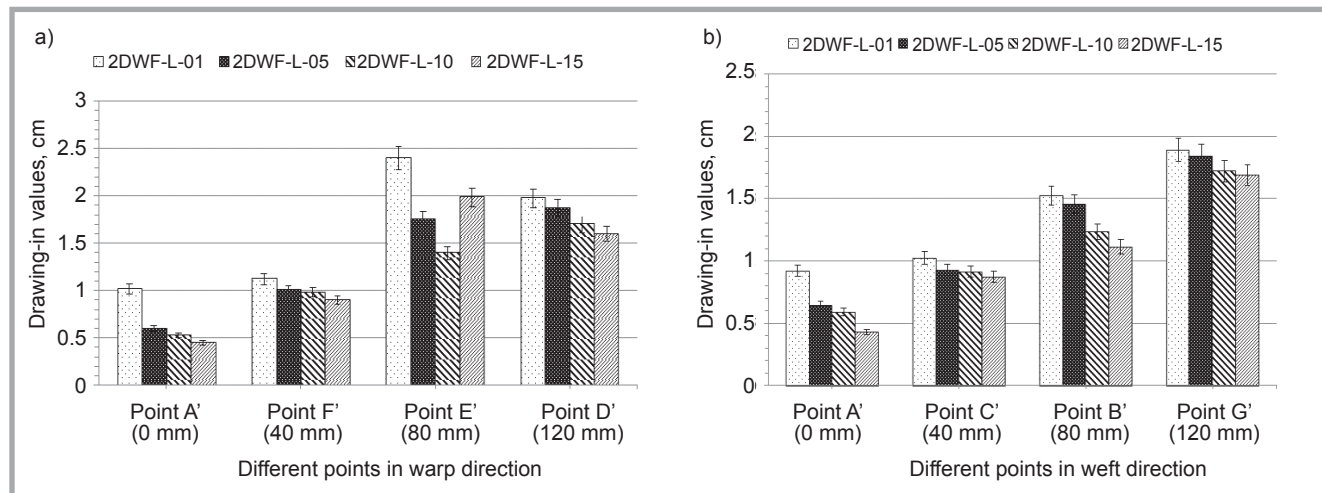 a)
2DWF-L-01 2DWF-L-05 2DWF-L-10 2DWF-L-15
Drawing-in values, cm
3
2.5
2
1.5
1
0.5
0
Point A’ Point F’ Point E’ Point D’
(0 mm) (40 mm) (80 mm) (120 mm)
Different points in warp direction
b)
2DWF-L-01 2DWF-L-05 2DWF-L-10 2DWF-L-15
Drawing-in values, cm
2.5
2
1.5
1
0.5
0
Point A’ Point C’ Point B’ Point G’
(0 mm) (40 mm) (80 mm) (120 mm)
Different points in weft direction